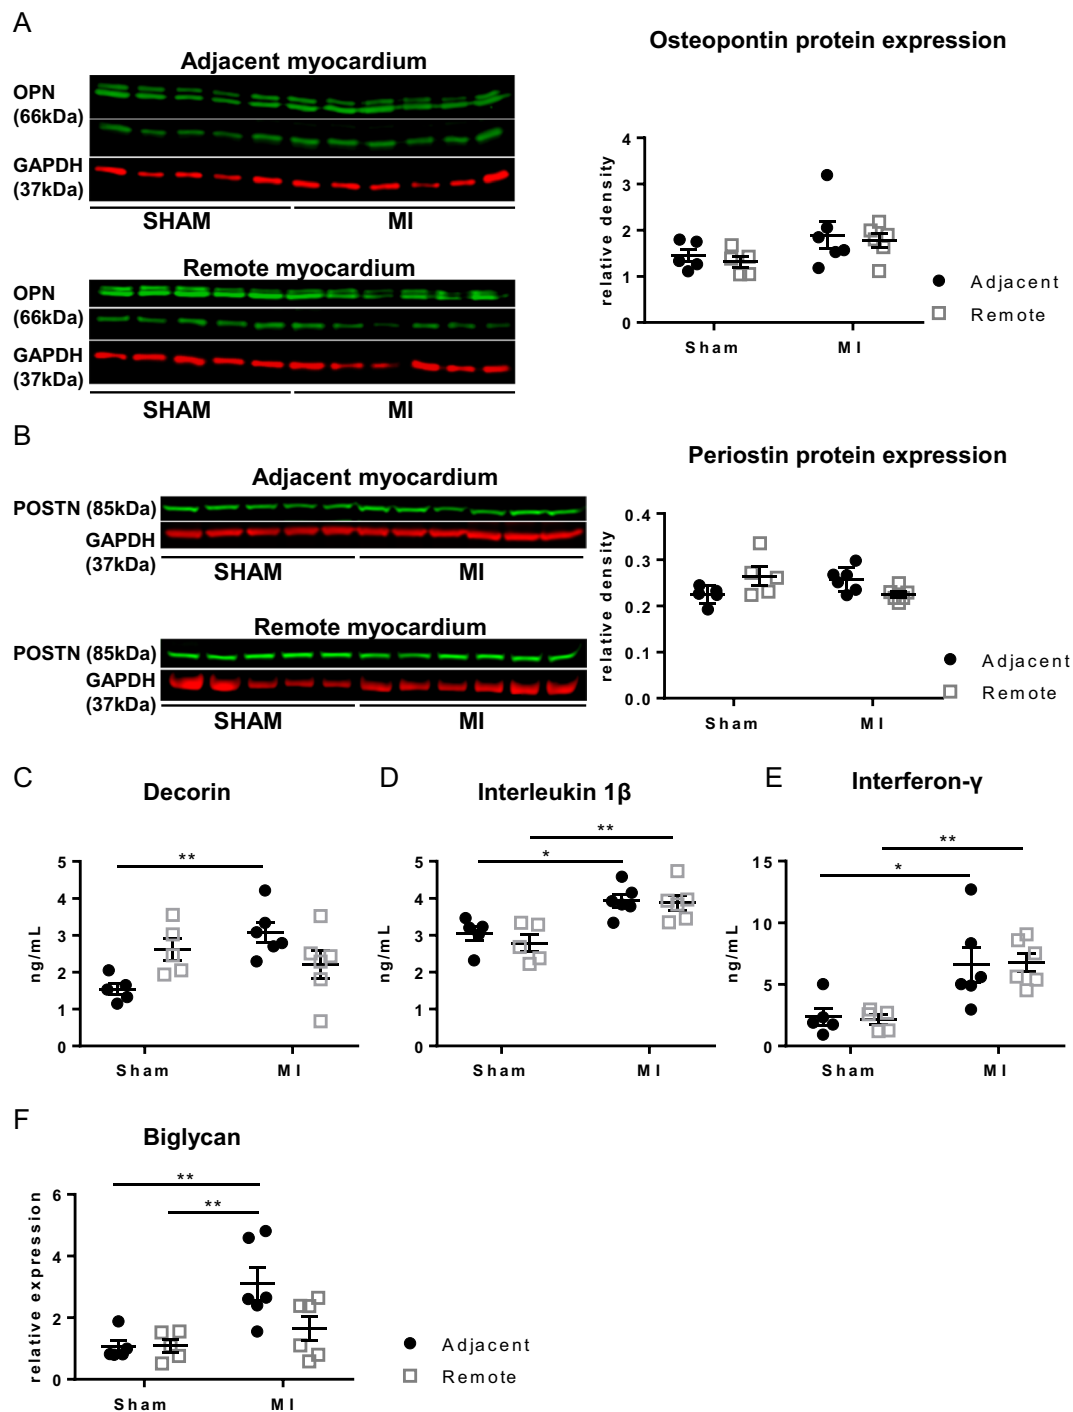 A
Adjacent myocardium
OPN
(66kDa)
GAPDH
(37kDa)
SHAM MI
Remote myocardium
OPN
(66kDa)
GAPDH
(37kDa)
SHAM MI
Osteopontin protein expression
relative density
4
3
2
1
0
Sham MI
Adjacent
Remote
B
Adjacent myocardium
POSTN (85kDa)
GAPDH
(37kDa)
SHAM MI
Remote myocardium
POSTN (85kDa)
GAPDH
(37kDa)
SHAM MI
Periostin protein expression
relative density
0.4
0.3
0.2
0.1
0.0
Sham MI
Adjacent
Remote
C
Decorin
**
ng/mL
5
4
3
2
1
0
Sham MI
D
Interleukin 1β
**
*
ng/mL
5
4
3
2
1
0
Sham MI
E
Interferon-γ
**
*
ng/mL
15
10
5
0
Sham MI
F
Biglycan
**
**
relative expression
6
4
2
0
Sham MI
Adjacent
Remote